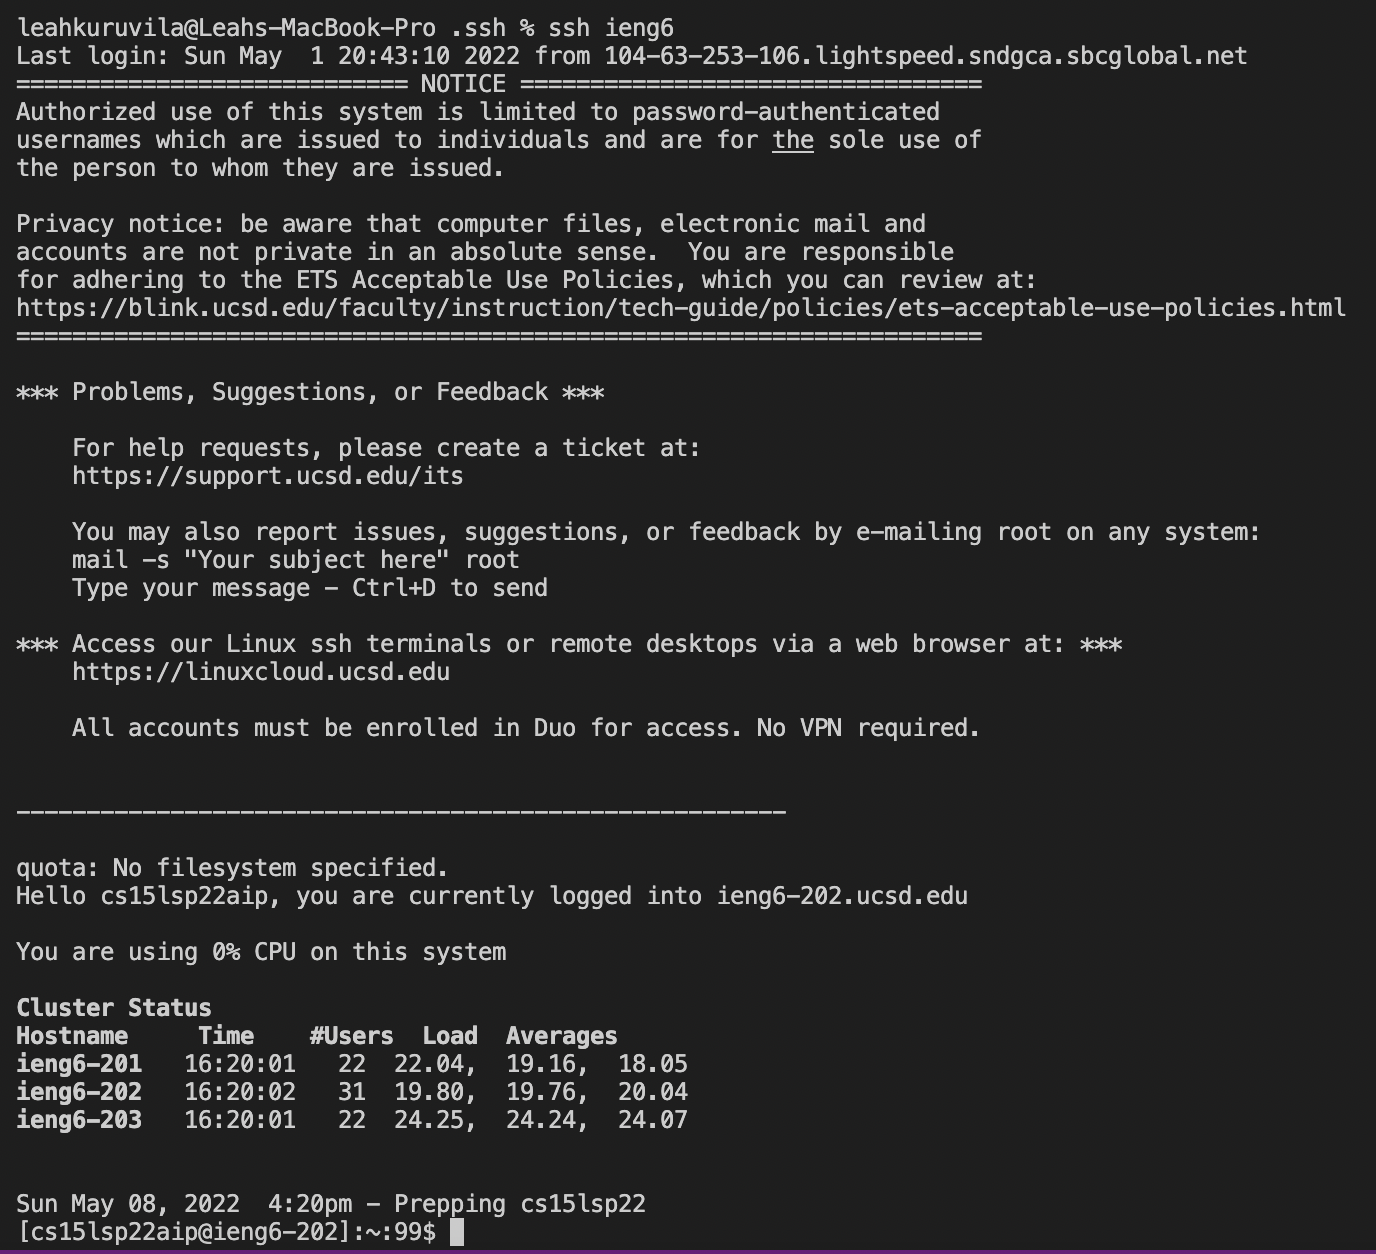 leahkuruvila@Leahs-MacBook-Pro .ssh % ssh ieng6
Last login: Sun May  1 20:43:10 2022 from 104-63-253-106.lightspeed.sndgca.sbcglobal.net
============================ NOTICE =================================
Authorized use of this system is limited to password-authenticated
usernames which are issued to individuals and are for the sole use of
the person to whom they are issued.

Privacy notice: be aware that computer files, electronic mail and
accounts are not private in an absolute sense.  You are responsible
for adhering to the ETS Acceptable Use Policies, which you can review at:
https://blink.ucsd.edu/faculty/instruction/tech-guide/policies/ets-acceptable-use-policies.html
=====================================================================

*** Problems, Suggestions, or Feedback ***

    For help requests, please create a ticket at:
    https://support.ucsd.edu/its

    You may also report issues, suggestions, or feedback by e-mailing root on any system:
    mail -s "Your subject here" root
    Type your message - Ctrl+D to send

*** Access our Linux ssh terminals or remote desktops via a web browser at: ***
    https://linuxcloud.ucsd.edu

    All accounts must be enrolled in Duo for access. No VPN required.


-------------------------------------------------------

quota: No filesystem specified.
Hello cs15lsp22aip, you are currently logged into ieng6-202.ucsd.edu

You are using 0% CPU on this system

Cluster Status
Hostname     Time    #Users  Load  Averages
ieng6-201   16:20:01   22  22.04,  19.16,  18.05
ieng6-202   16:20:02   31  19.80,  19.76,  20.04
ieng6-203   16:20:01   22  24.25,  24.24,  24.07


Sun May 08, 2022  4:20pm - Prepping cs15lsp22
[cs15lsp22aip@ieng6-202]:~:99$